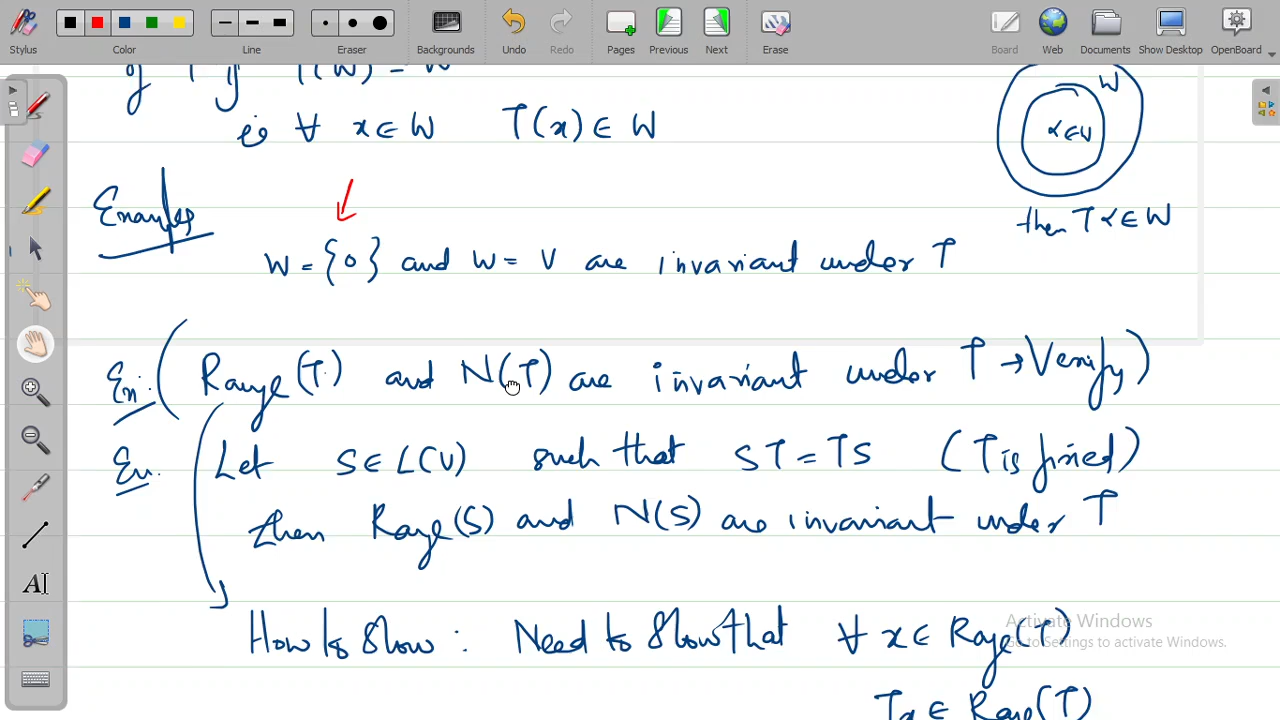 Stylus Color Line Eraser Backgrounds Undo Redo Pages Previous Next Erase Board Web Documents Show Desktop OpenBoard
of T if T(W) = W
W
ie ∀ x ∈ W T(x) ∈ W
α ∈ W
then T α ∈ W
Examples
W = {0} and W = V are invariant under T
Ex: ( Range (T) and N(T) are invariant under T → Verify )
Ex. Let S ∈ L(V) such that ST = TS (T is fixed)
then Range(S) and N(S) are invariant under T
How to show : Need to show that ∀ x ∈ Range(T)
Activate Windows
Go to Settings to activate Windows.
Tx ∈ Range(T)